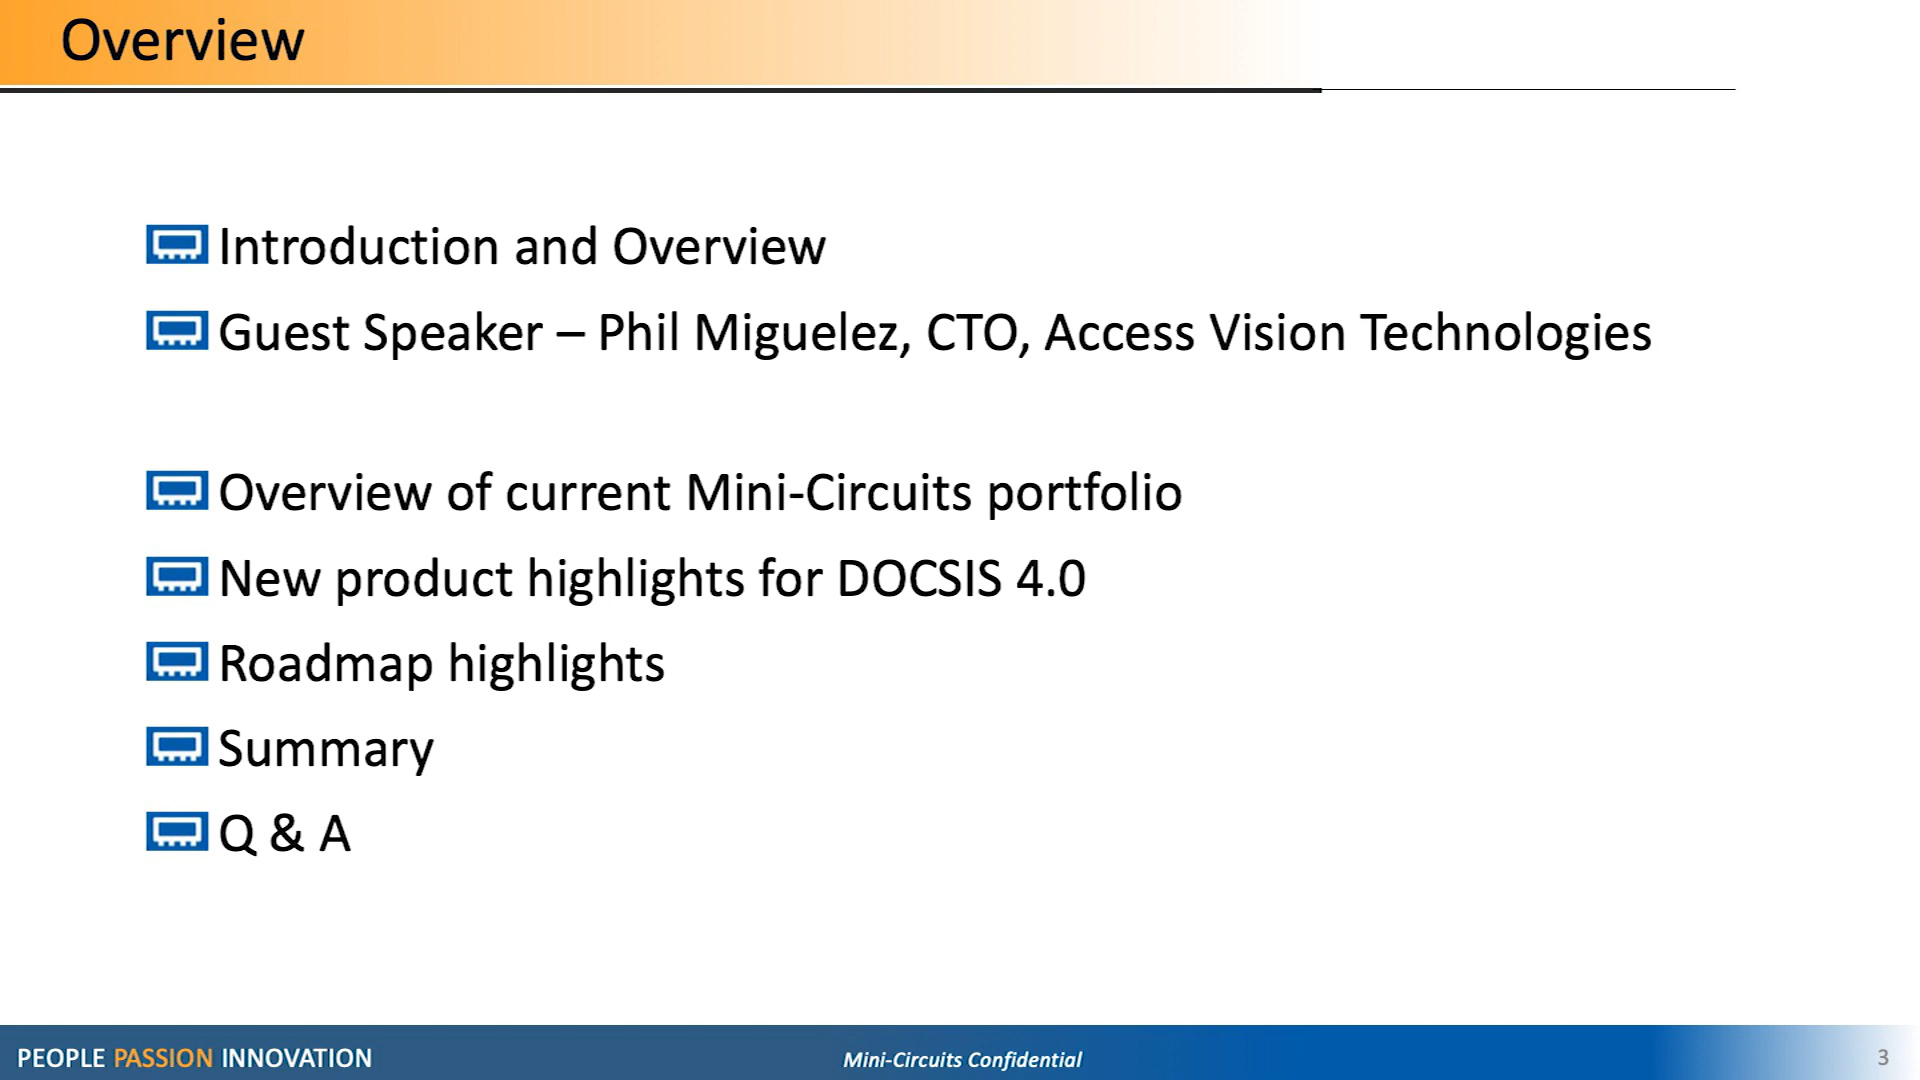 Overview
Introduction and Overview
Guest Speaker – Phil Miguelez, CTO, Access Vision Technologies
Overview of current Mini-Circuits portfolio
New product highlights for DOCSIS 4.0
Roadmap highlights
Summary
Q & A
PEOPLE PASSION INNOVATION
Mini-Circuits Confidential
3